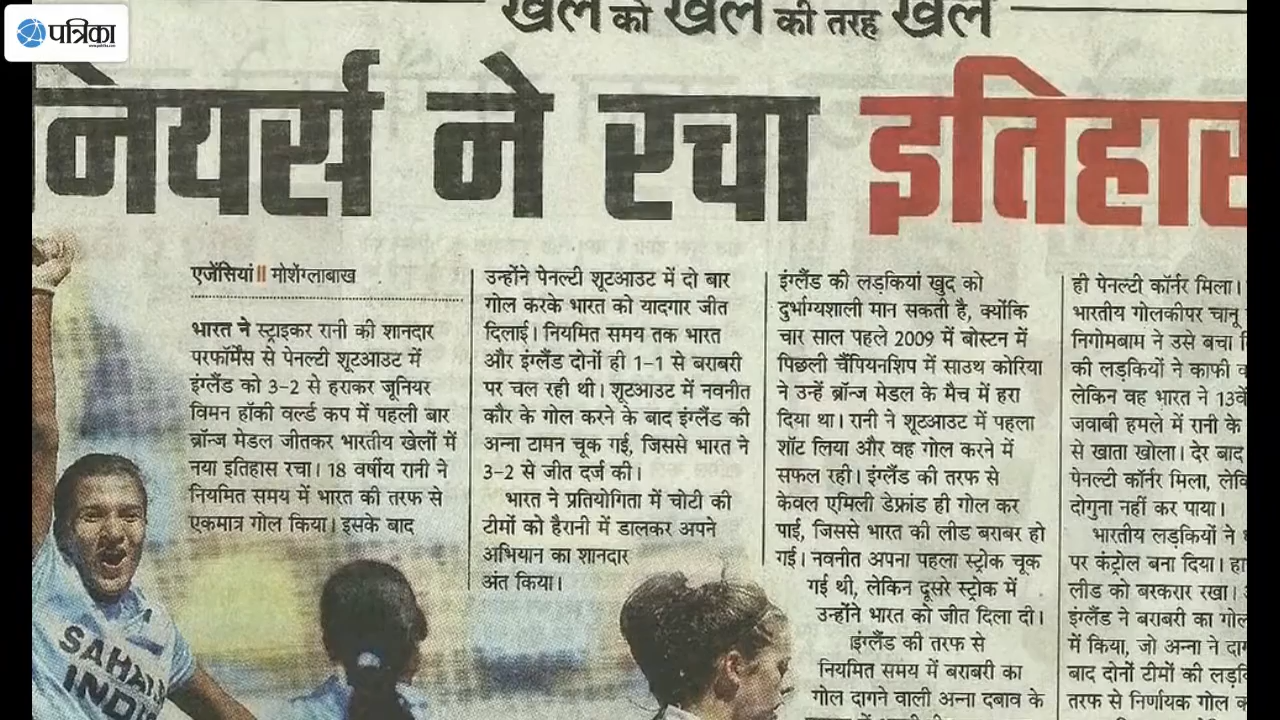 पत्रिका
खेल को खेल की तरह खेल
नियर्स ने रचा इतिहास
एजेंसियां॥ मोशेंग्लाबाख
भारत ने स्ट्राइकर रानी की शानदार
परफॉर्मेंस से पेनल्टी शूटआउट में
इंग्लैंड को 3-2 से हराकर जूनियर
विमन हॉकी वर्ल्ड कप में पहली बार
ब्रॉन्ज मेडल जीतकर भारतीय खेलों में
नया इतिहास रचा। 18 वर्षीय रानी ने
नियमित समय में भारत की तरफ से
एकमात्र गोल किया। इसके बाद
उन्होंने पेनल्टी शूटआउट में दो बार
गोल करके भारत को यादगार जीत
दिलाई। नियमित समय तक भारत
और इंग्लैंड दोनों ही 1-1 से बराबरी
पर चल रही थी। शूटआउट में नवनीत
कौर के गोल करने के बाद इंग्लैंड की
अन्ना टामन चूक गई, जिससे भारत ने
3-2 से जीत दर्ज की।
भारत ने प्रतियोगिता में चोटी की
टीमों को हैरानी में डालकर अपने
अभियान का शानदार
अंत किया।
इंग्लैंड की लड़कियां खुद को
दुर्भाग्यशाली मान सकती है, क्योंकि
चार साल पहले 2009 में बोस्टन में
पिछली चैंपियनशिप में साउथ कोरिया
ने उन्हें ब्रॉन्ज मेडल के मैच में हरा
दिया था। रानी ने शूटआउट में पहला
शॉट लिया और वह गोल करने में
सफल रही। इंग्लैंड की तरफ से
केवल एमिली डेफ्रांड ही गोल कर
पाई, जिससे भारत की लीड बराबर हो
गई। नवनीत अपना पहला स्ट्रोक चूक
गई थी, लेकिन दूसरे स्ट्रोक में
उन्होंने भारत को जीत दिला दी।
इंग्लैंड की तरफ से
नियमित समय में बराबरी का
गोल दागने वाली अन्ना दबाव के
ही पेनल्टी कॉर्नर मिला।
भारतीय गोलकीपर चानू
निगोमबाम ने उसे बचा
की लड़कियों ने काफी
लेकिन वह भारत ने 13वें
जवाबी हमले में रानी के
से खाता खोला। देर बाद
पेनल्टी कॉर्नर मिला,
दोगुना नहीं कर पाया।
भारतीय लड़कियों ने
पर कंट्रोल बना दिया।
लीड को बरकरार रखा।
इंग्लैंड ने बराबरी का गोल
में किया, जो अन्ना ने
बाद दोनों टीमों की
तरफ से निर्णायक गोल
SAHARA
INDI